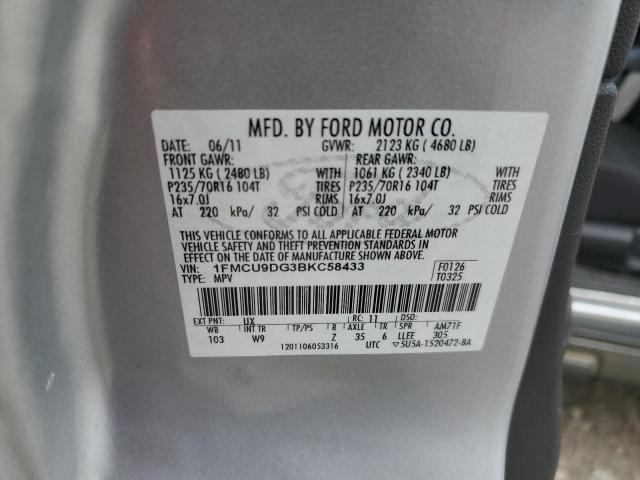 MFD. BY FORD MOTOR CO.
DATE: 06/11 GVWR: 2123 KG ( 4680 LB)
FRONT GAWR: REAR GAWR:
1125 KG ( 2480 LB) WITH 1061 KG ( 2340 LB) WITH
P235/70R16 104T TIRES P235/70R16 104T TIRES
16x7.0J RIMS 16x7.0J RIMS
AT 220 kPa/ 32 PSI COLD AT 220 kPa/ 32 PSI COLD
THIS VEHICLE CONFORMS TO ALL APPLICABLE FEDERAL MOTOR
VEHICLE SAFETY AND THEFT PREVENTION STANDARDS IN
EFFECT ON THE DATE OF MANUFACTURE SHOWN ABOVE.
VIN: 1FMCU9DG3BKC58433 F0126
TYPE: MPV T0325
EXT PNT: UX RC: 11 AM71F
WB INT TR TP/PS R AXLE TR SPR 305
103 W9 Z 35 6 LLEE
1201106053316 UTC ▽5U5A-1520472-BA